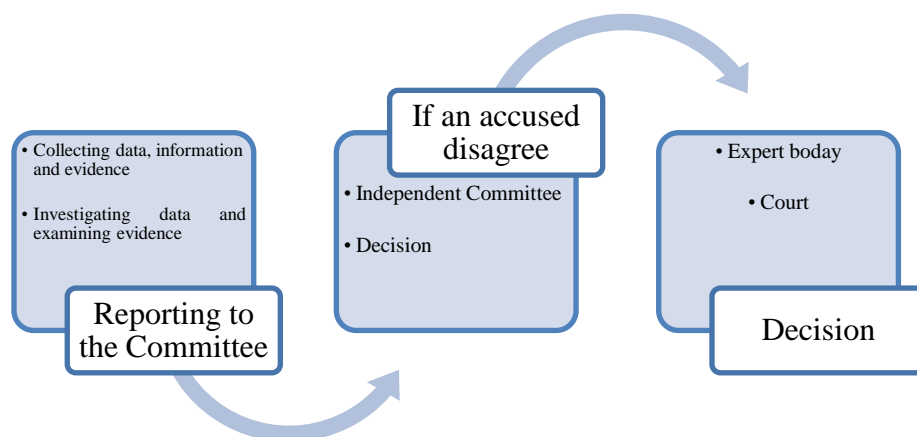 • Collecting data, information
and evidence
• Investigating data and
examining evidence
Reporting to
the Committee
If an accused
disagree
• Independent Committee
• Decision
• Expert boday
• Court
Decision